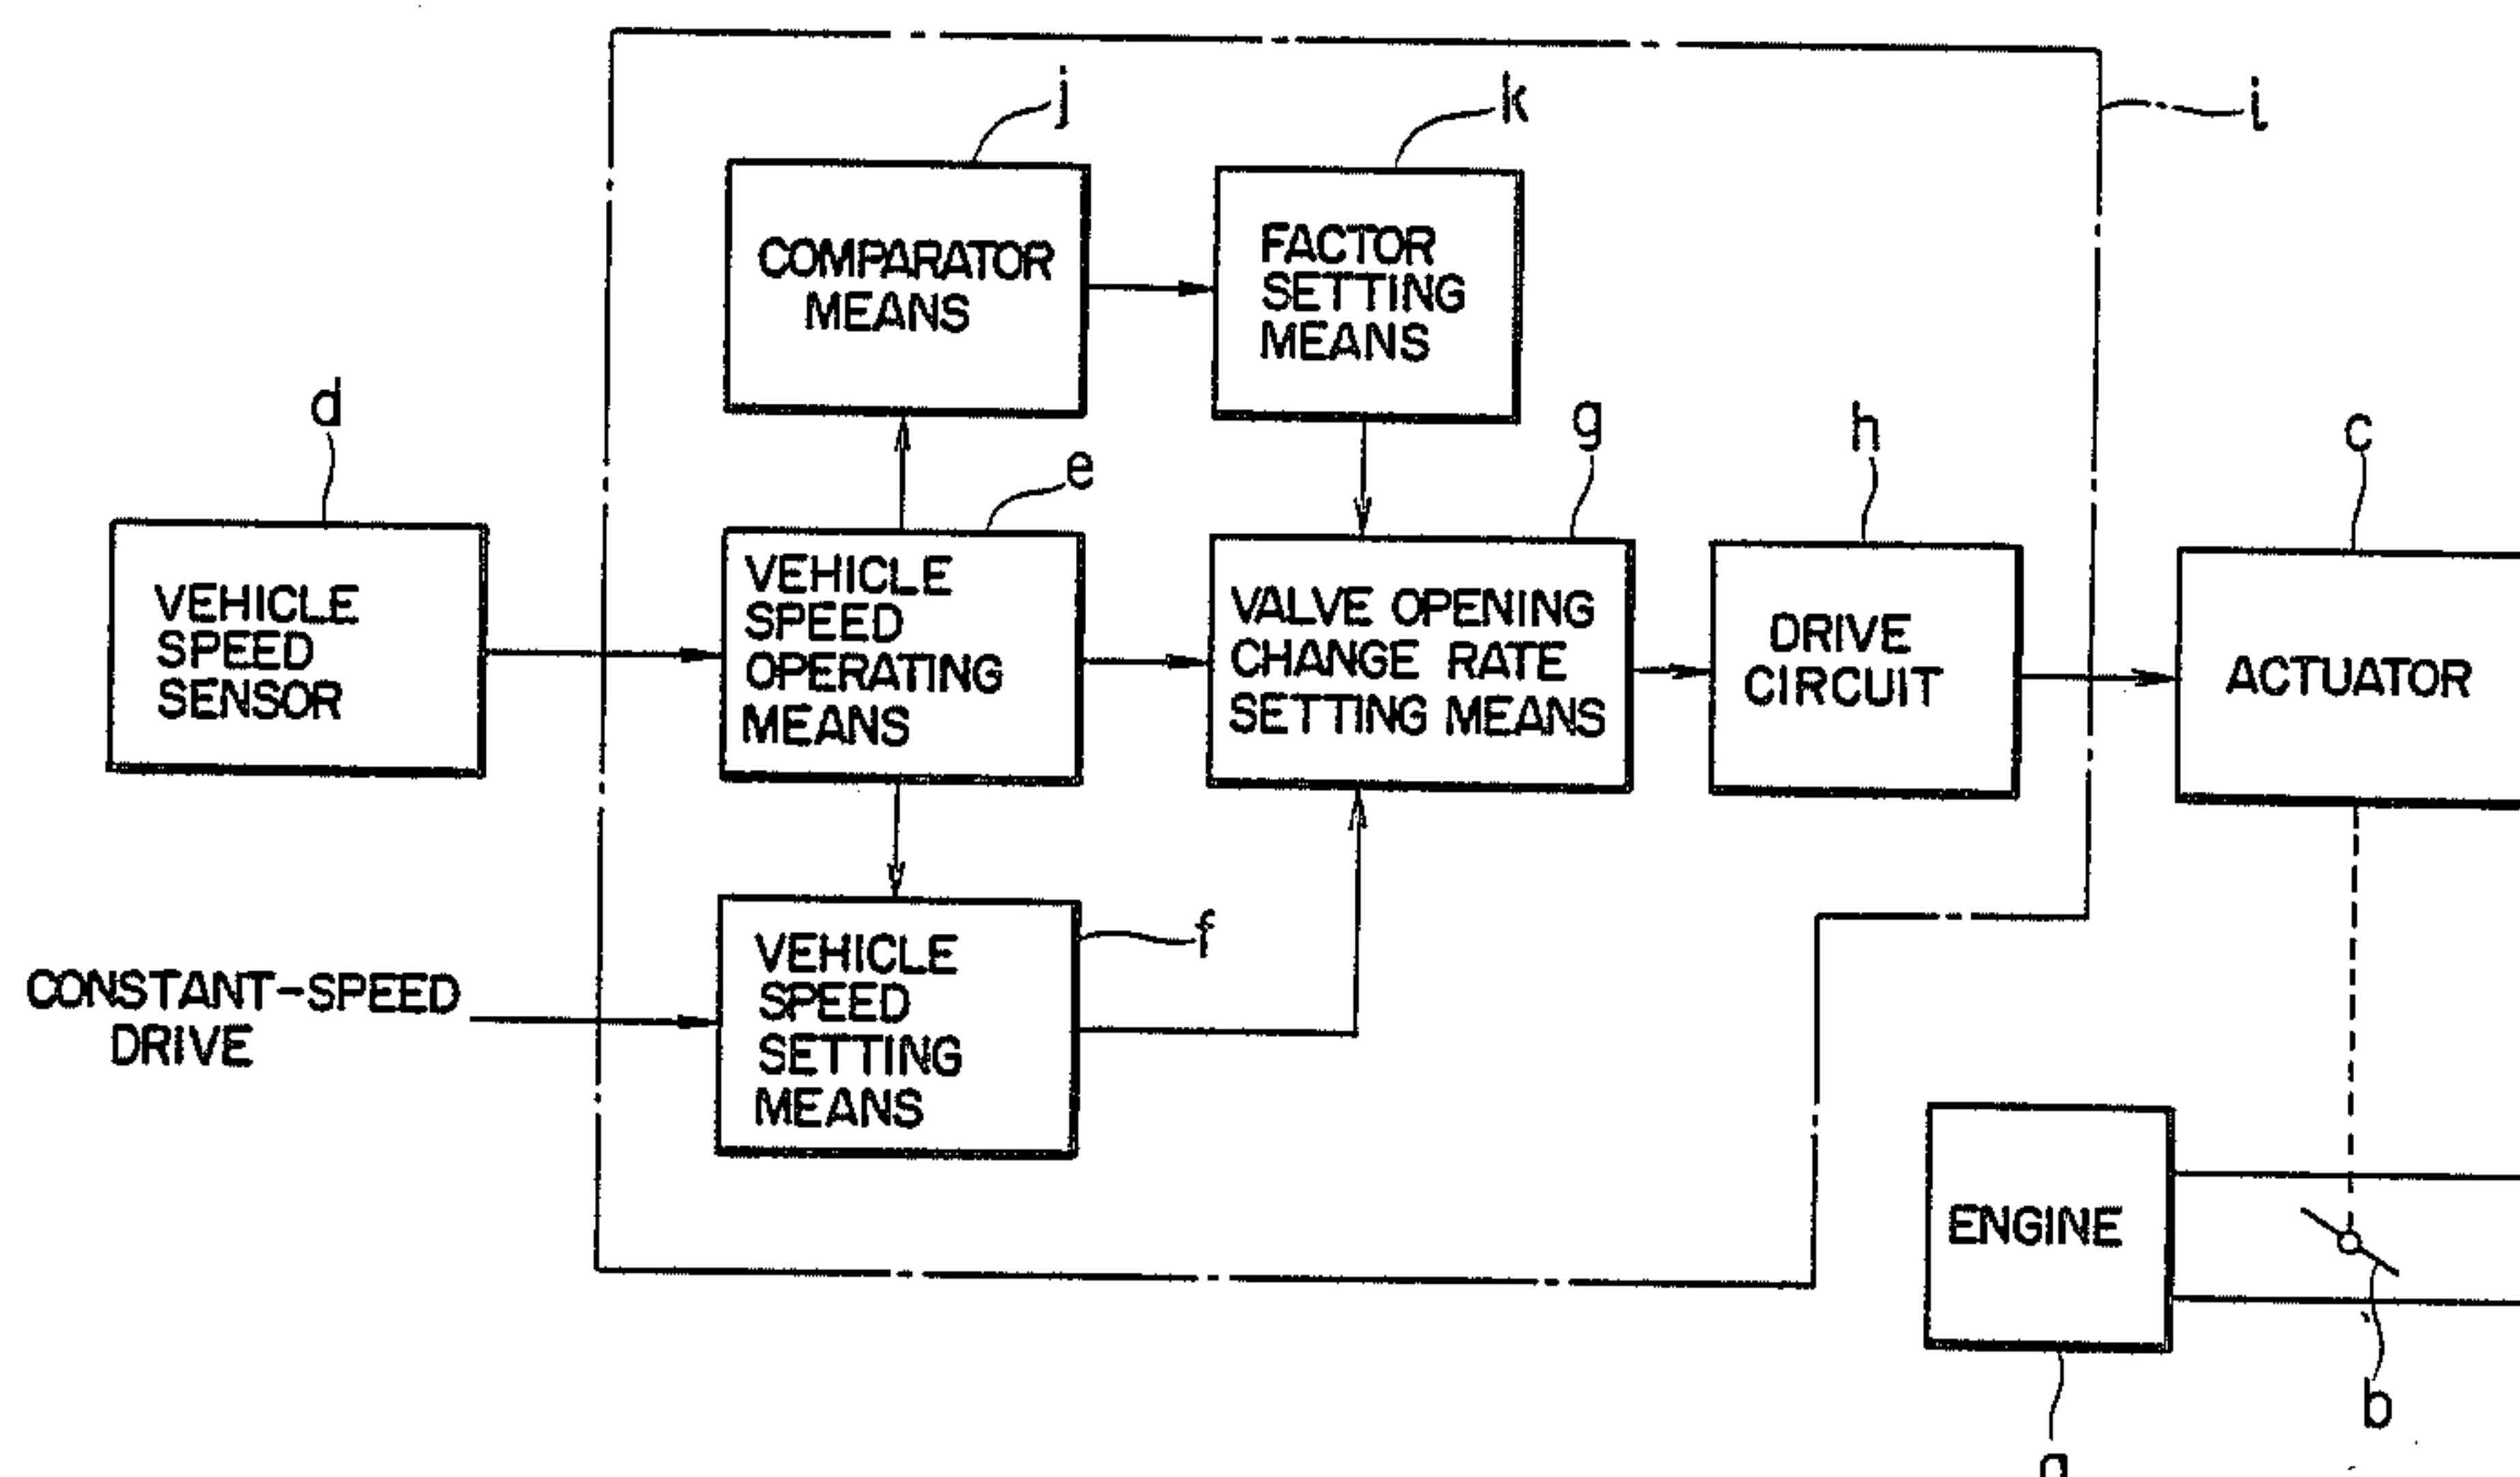 j
k
i
COMPARATOR
MEANS
FACTOR
SETTING
MEANS
d
e
g
h
c
VEHICLE
SPEED
SENSOR
VEHICLE
SPEED
OPERATING
MEANS
VALVE OPENING
CHANGE RATE
SETTING MEANS
DRIVE
CIRCUIT
ACTUATOR
f
CONSTANT-SPEED
DRIVE
VEHICLE
SPEED
SETTING
MEANS
ENGINE
b
a